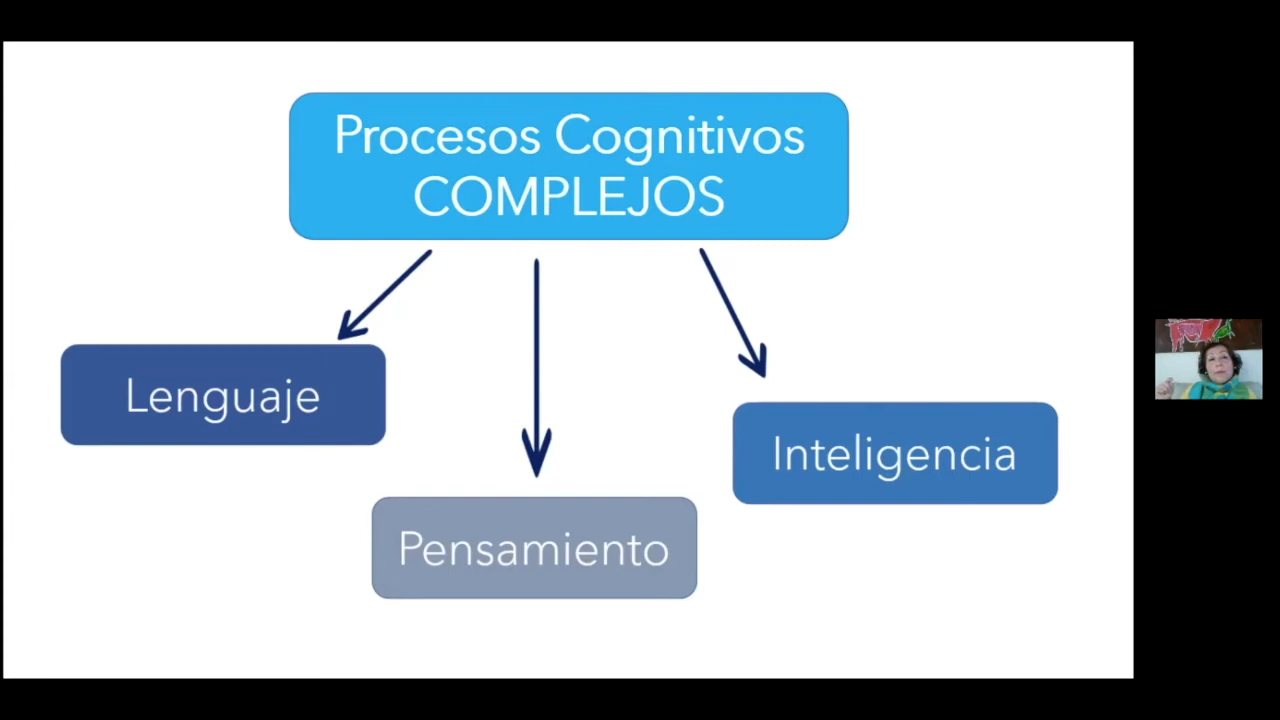 Procesos Cognitivos
COMPLEJOS
Lenguaje
Inteligencia
Pensamiento